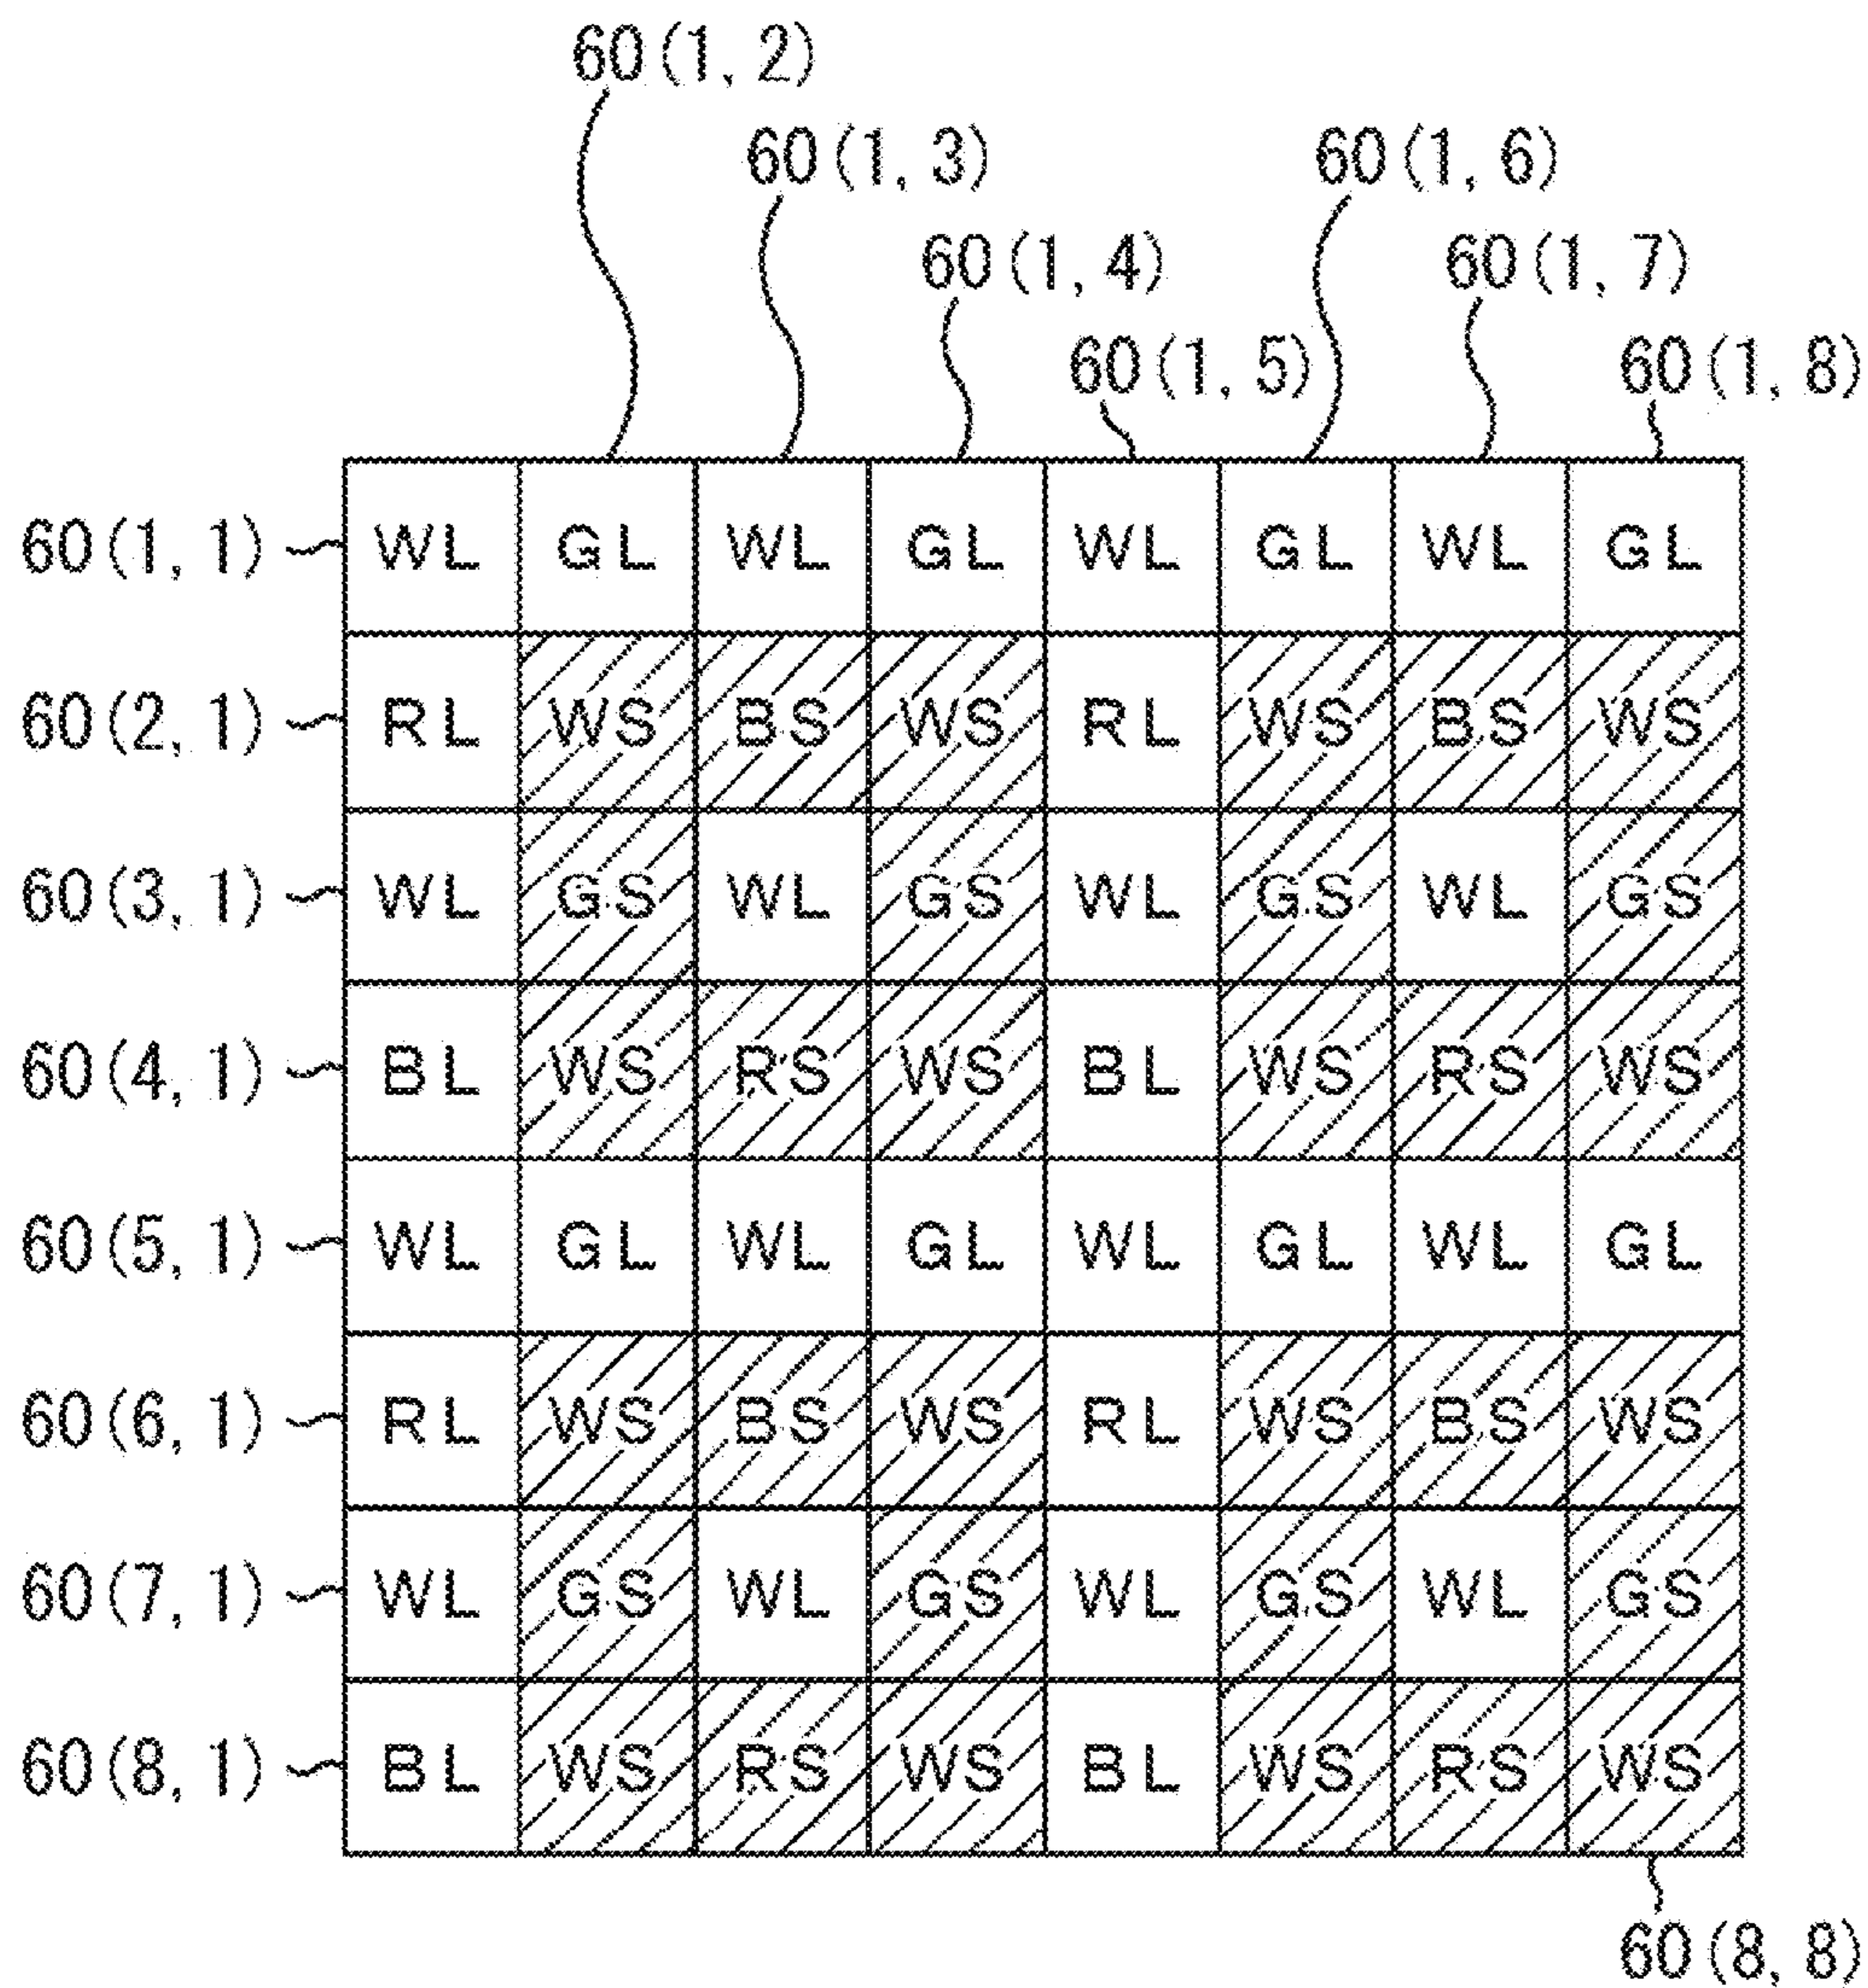 60(1, 2)
60(1, 3)
60(1, 6)
60(1, 4)
60(1, 7)
60(1, 5)
60(1, 8)
60(1, 1) WL GL WL GL WL GL WL GL
60(2, 1) RL WS BS WS RL WS BS WS
60(3, 1) WL GS WL GS WL GS WL GS
60(4, 1) BL WS RS WS BL WS RS WS
60(5, 1) WL GL WL GL WL GL WL GL
60(6, 1) RL WS BS WS RL WS BS WS
60(7, 1) WL GS WL GS WL GS WL GS
60(8, 1) BL WS RS WS BL WS RS WS
60(8, 8)